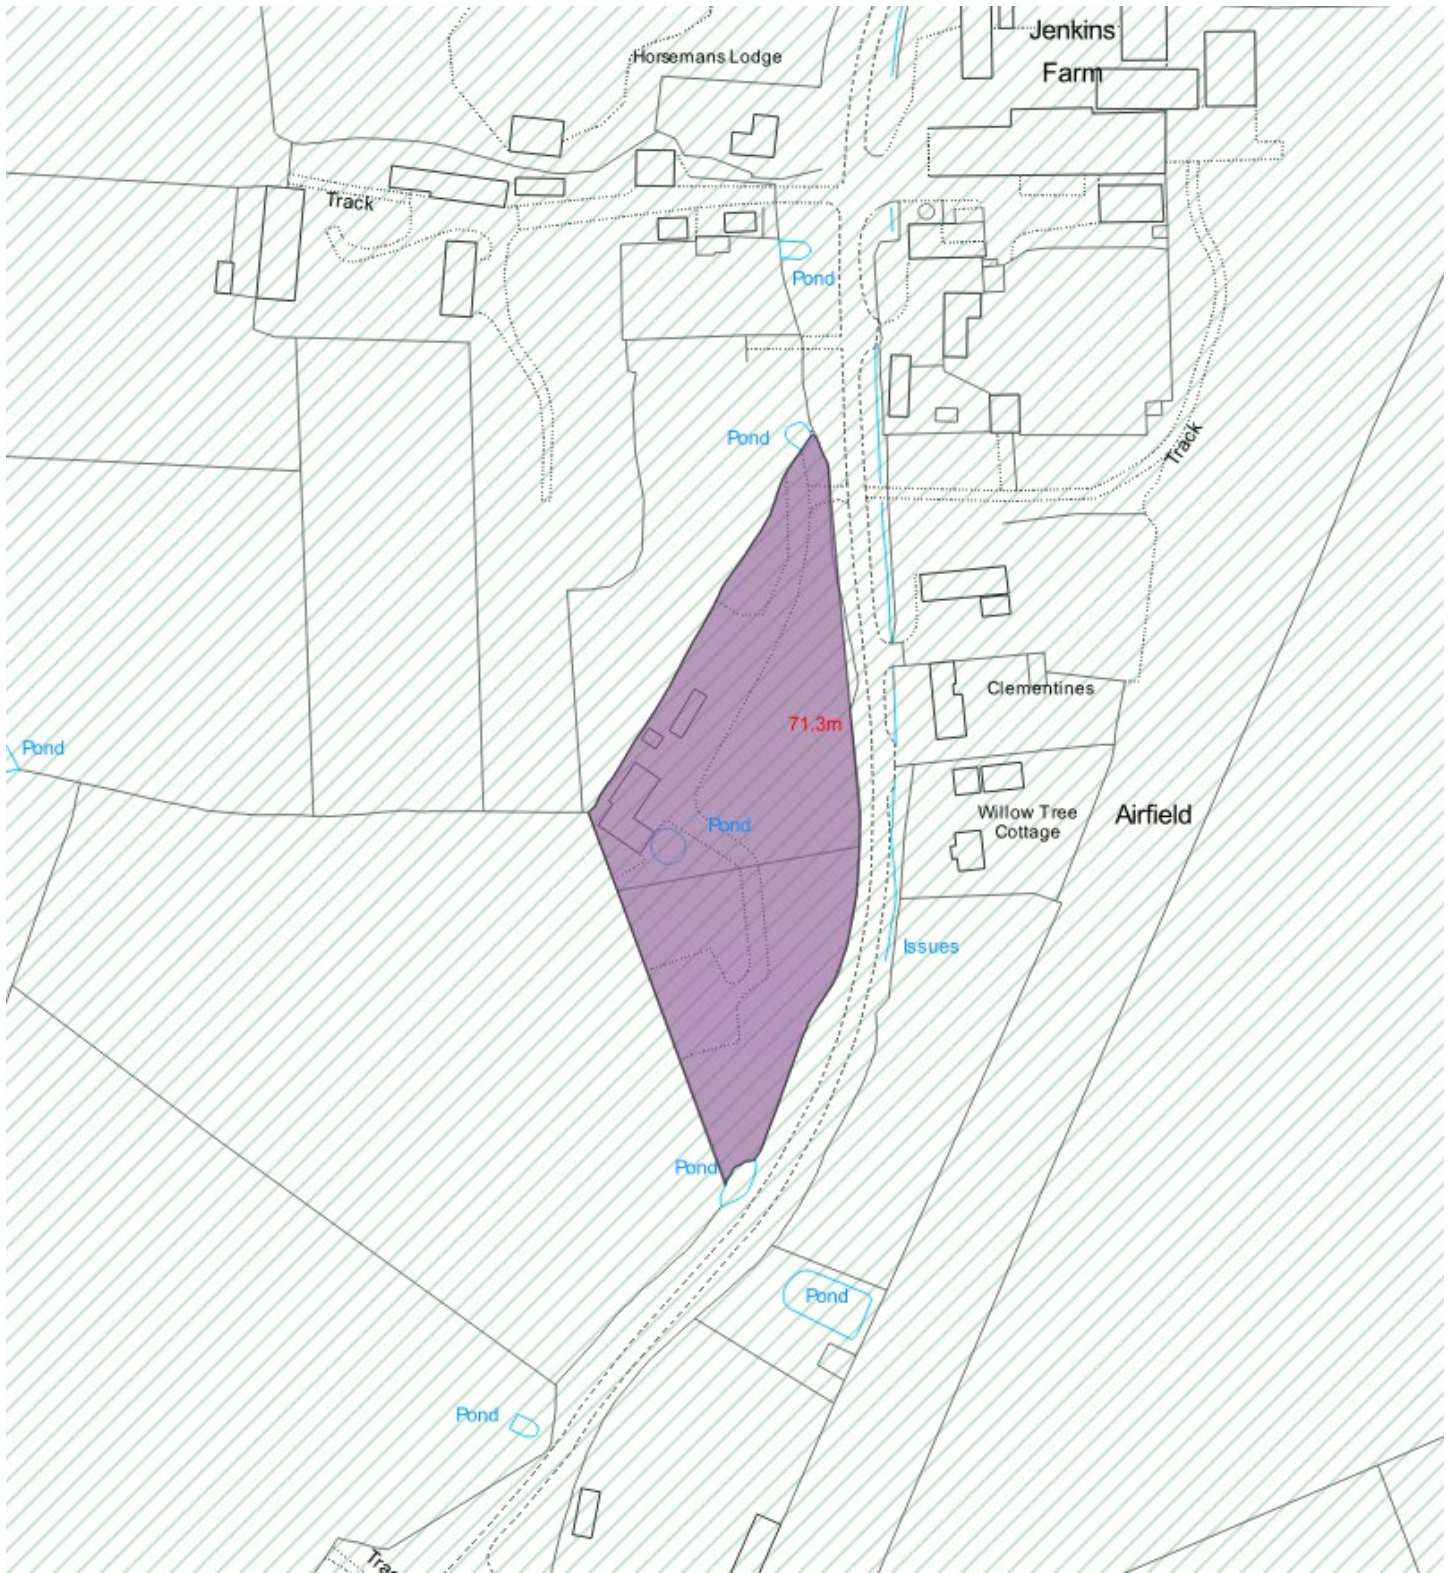 Jenkins
Farm
Horsemans Lodge
Track
Pond
Pond
Track
Clementines
71.3m
Pond
Willow Tree
Cottage
Airfield
Pond
Issues
Pond
Pond
Pond